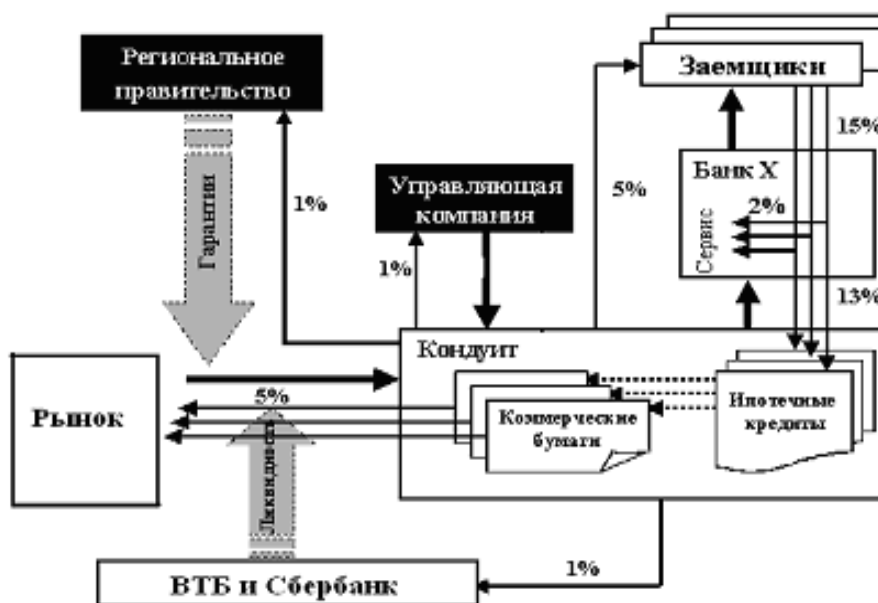 Региональное
правительство
Заемщики
15%
Банк X
2%
Сервис
13%
Гарантии
1%
Управляющая
компания
5%
1%
Кондуит
Рынок
5%
Коммерческие
бумаги
Ипотечные
кредиты
Ликвидность
ВТБ и Сбербанк
1%